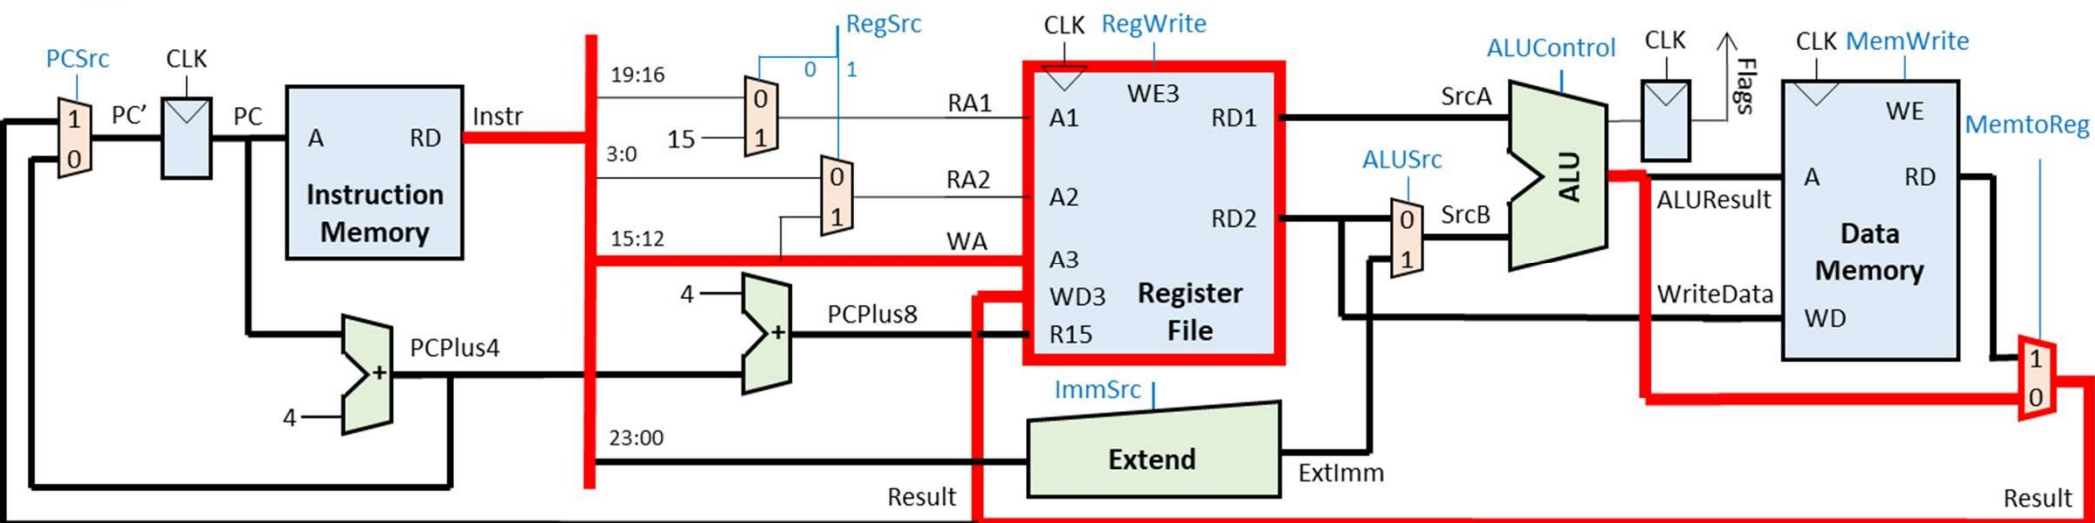 PCSrc
CLK
1
0
PC'
PC
A
RD
Instruction
Memory
Instr
4
+
PCPlus4
19:16
15
3:0
15:12
23:00
RegSrc
0
1
0
1
0
1
RA1
RA2
WA
4
+
PCPlus8
CLK
RegWrite
WE3
A1
RD1
A2
RD2
A3
WD3
R15
Register
File
ImmSrc
Extend
ExtImm
Result
SrcA
ALUSrc
0
1
SrcB
ALUControl
ALU
CLK
Flags
ALUResult
WriteData
CLK
MemWrite
WE
A
RD
Data
Memory
WD
MemtoReg
1
0
Result